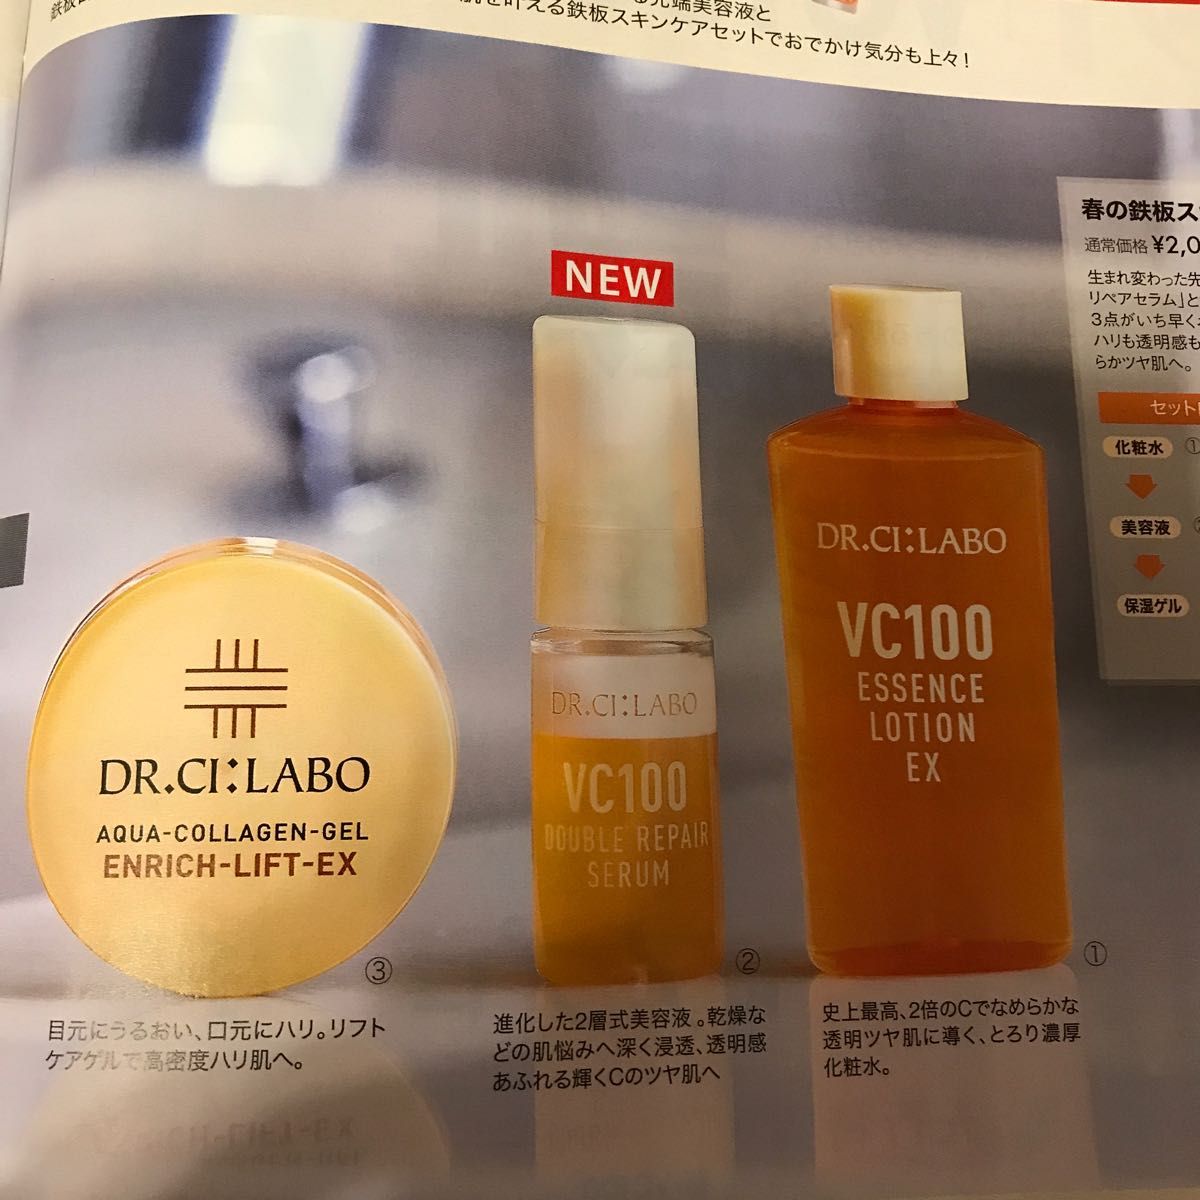 端美容液と
を叶える鉄板スキンケアセットでおでかけ気分も上々！
NEW
DR.CI:LABO
AQUA-COLLAGEN-GEL
ENRICH-LIFT-EX
③
目元にうるおい、口元にハリ。リフト
ケアゲルで高密度ハリ肌へ。
DR.CI:LABO
VC100
DOUBLE REPAIR
SERUM
②
進化した2層式美容液。乾燥な
どの肌悩みへ深く浸透、透明感
あふれる輝くCのツヤ肌へ
DR.CI:LABO
VC100
ESSENCE
LOTION
EX
①
史上最高、2倍のCでなめらかな
透明ツヤ肌に導く、とろり濃厚
化粧水。
春の鉄板ス
通常価格 ¥2,0
生まれ変わった先
リペアセラム」と
3点がいち早く
ハリも透明感も
らかツヤ肌へ。
セット
化粧水 ①
美容液
保湿ゲル